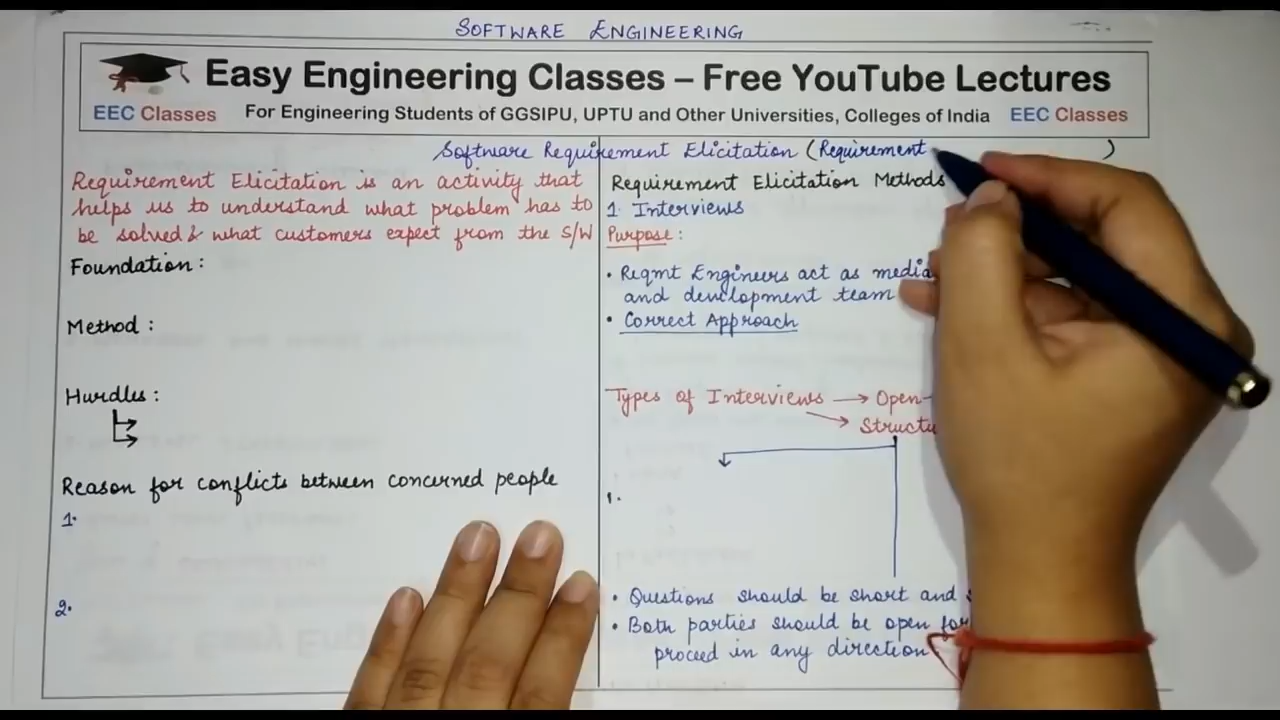 SOFTWARE ENGINEERING
Easy Engineering Classes – Free YouTube Lectures
EEC Classes For Engineering Students of GGSIPU, UPTU and Other Universities, Colleges of India EEC Classes
Software Requirement Elicitation (Requirement )
Requirement Elicitation is an activity that
helps us to understand what problem has to
be solved & what customers expect from the S/W
Foundation :
Method :
Hurdles :
Reason for conflicts between concerned people
1.
2.
Requirement Elicitation Methods
1. Interviews
Purpose :
• Reqmt Engineers act as media
and development team
• Correct Approach
Types of Interviews → Open-
→ Structu
1.
• Questions should be short and
• Both parties should be open for
proceed in any direction